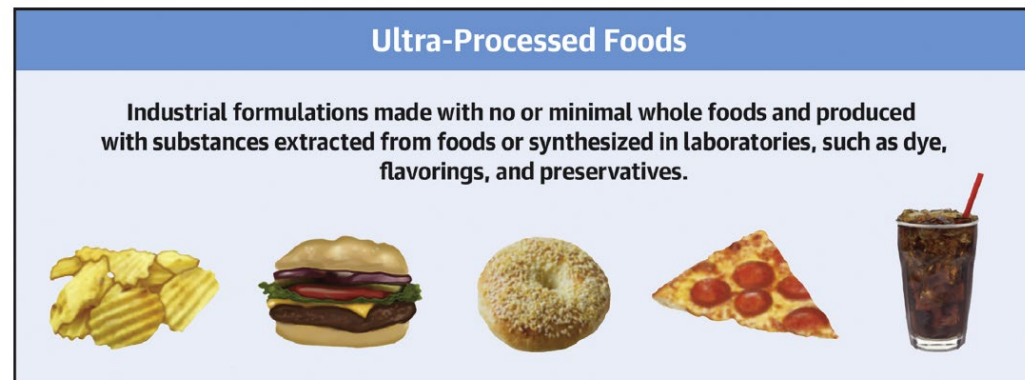 Ultra-Processed Foods
Industrial formulations made with no or minimal whole foods and produced
with substances extracted from foods or synthesized in laboratories, such as dye,
flavorings, and preservatives.